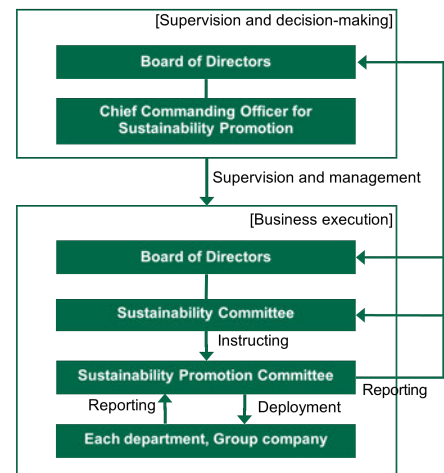 [Supervision and decision-making]
Board of Directors
Chief Commanding Officer for
Sustainability Promotion
Supervision and management
[Business execution]
Board of Directors
Sustainability Committee
Instructing
Sustainability Promotion Committee
Reporting
Reporting
Deployment
Each department, Group company